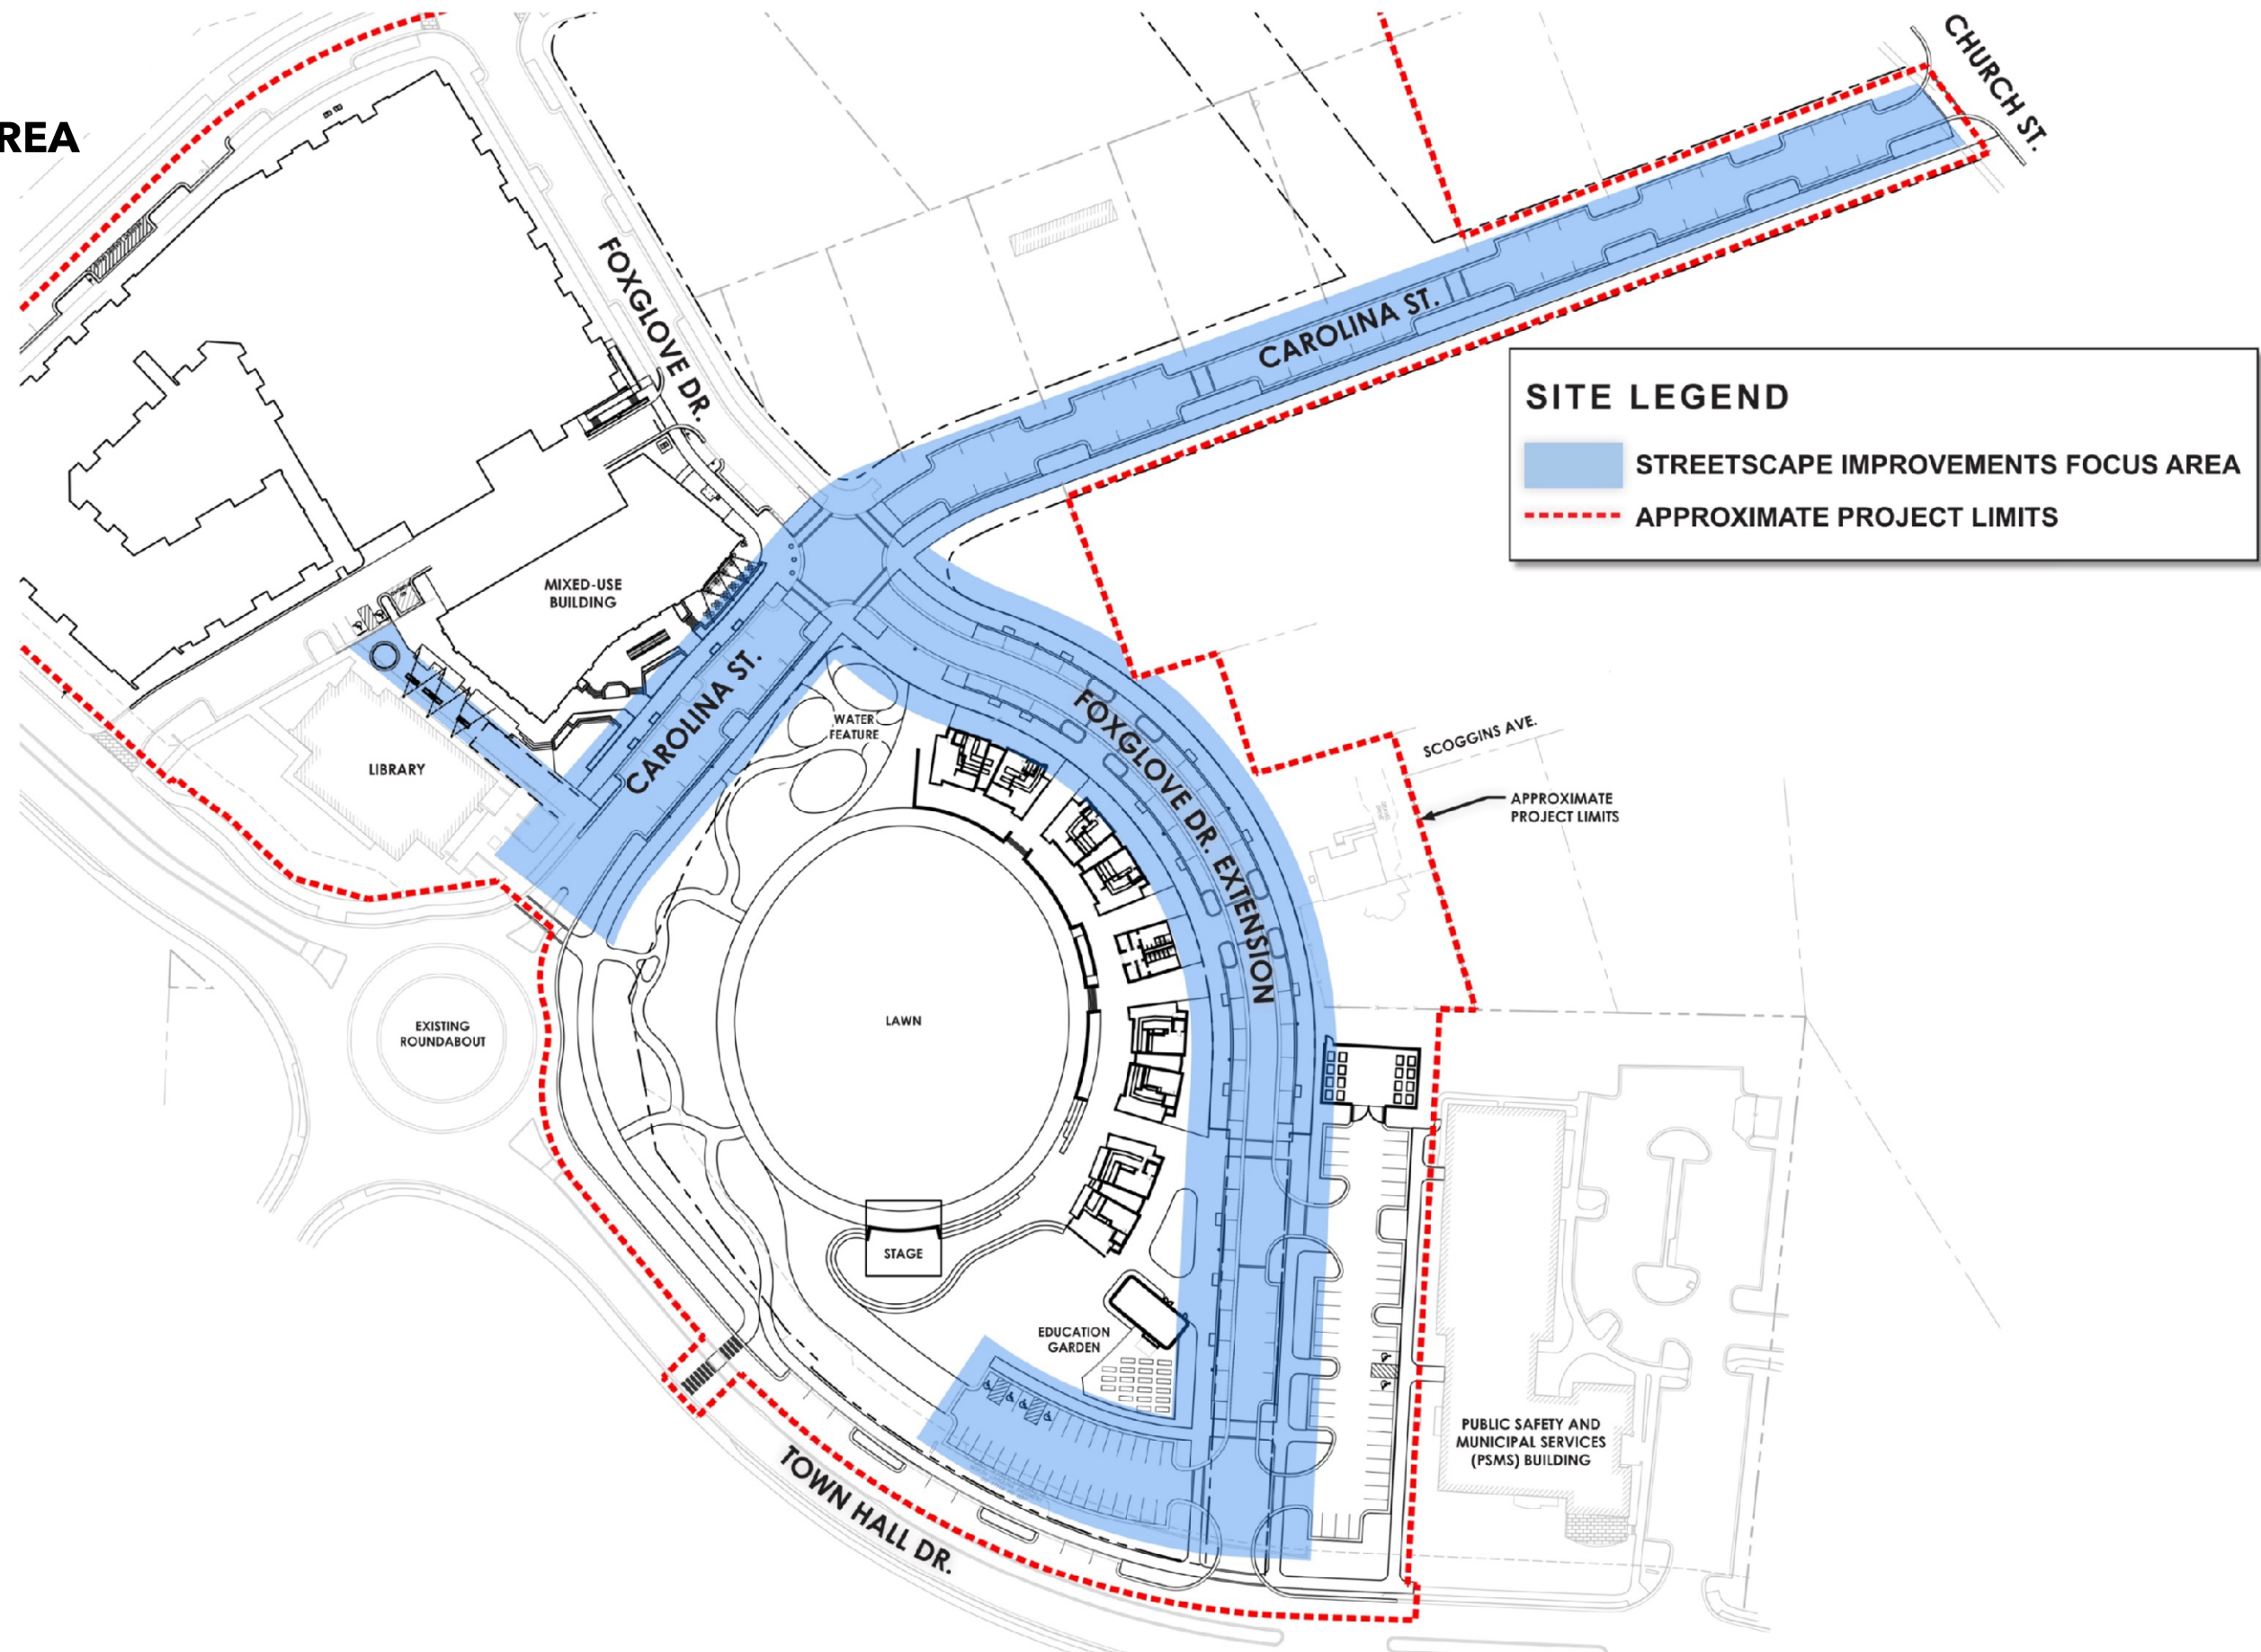 REA
CHURCH ST.
FOXGLOVE DR.
CAROLINA ST.
SITE LEGEND
STREETSCAPE IMPROVEMENTS FOCUS AREA
APPROXIMATE PROJECT LIMITS
MIXED-USE
BUILDING
CAROLINA ST.
WATER
FEATURE
LIBRARY
FOXGLOVE DR. EXTENSION
SCOGGINS AVE.
APPROXIMATE
PROJECT LIMITS
LAWN
EXISTING
ROUNDABOUT
STAGE
EDUCATION
GARDEN
PUBLIC SAFETY AND
MUNICIPAL SERVICES
(PSMS) BUILDING
TOWN HALL DR.